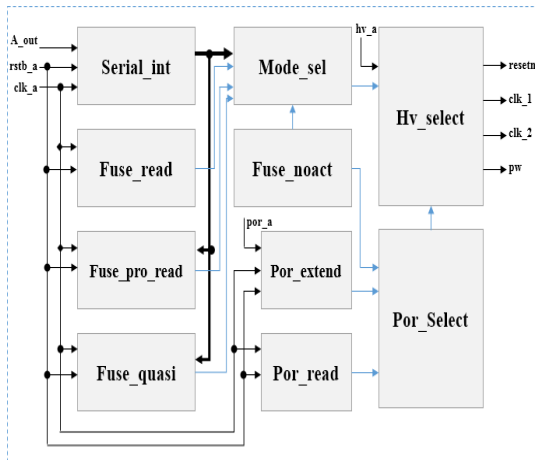 A_out
rstb_a
clk_a
Serial_int
Mode_sel
hv_a
Hv_select
resetn
clk_1
clk_2
pw
Fuse_read
Fuse_noact
por_a
Fuse_pro_read
Por_extend
Por_Select
Fuse_quasi
Por_read